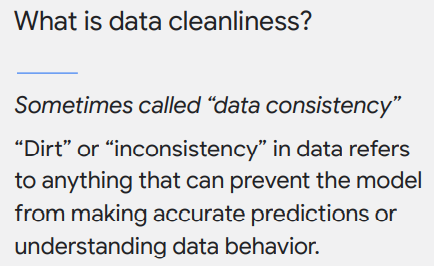 What is data cleanliness?
Sometimes called “data consistency”
“Dirt” or “inconsistency” in data refers
to anything that can prevent the model
from making accurate predictions or
understanding data behavior.